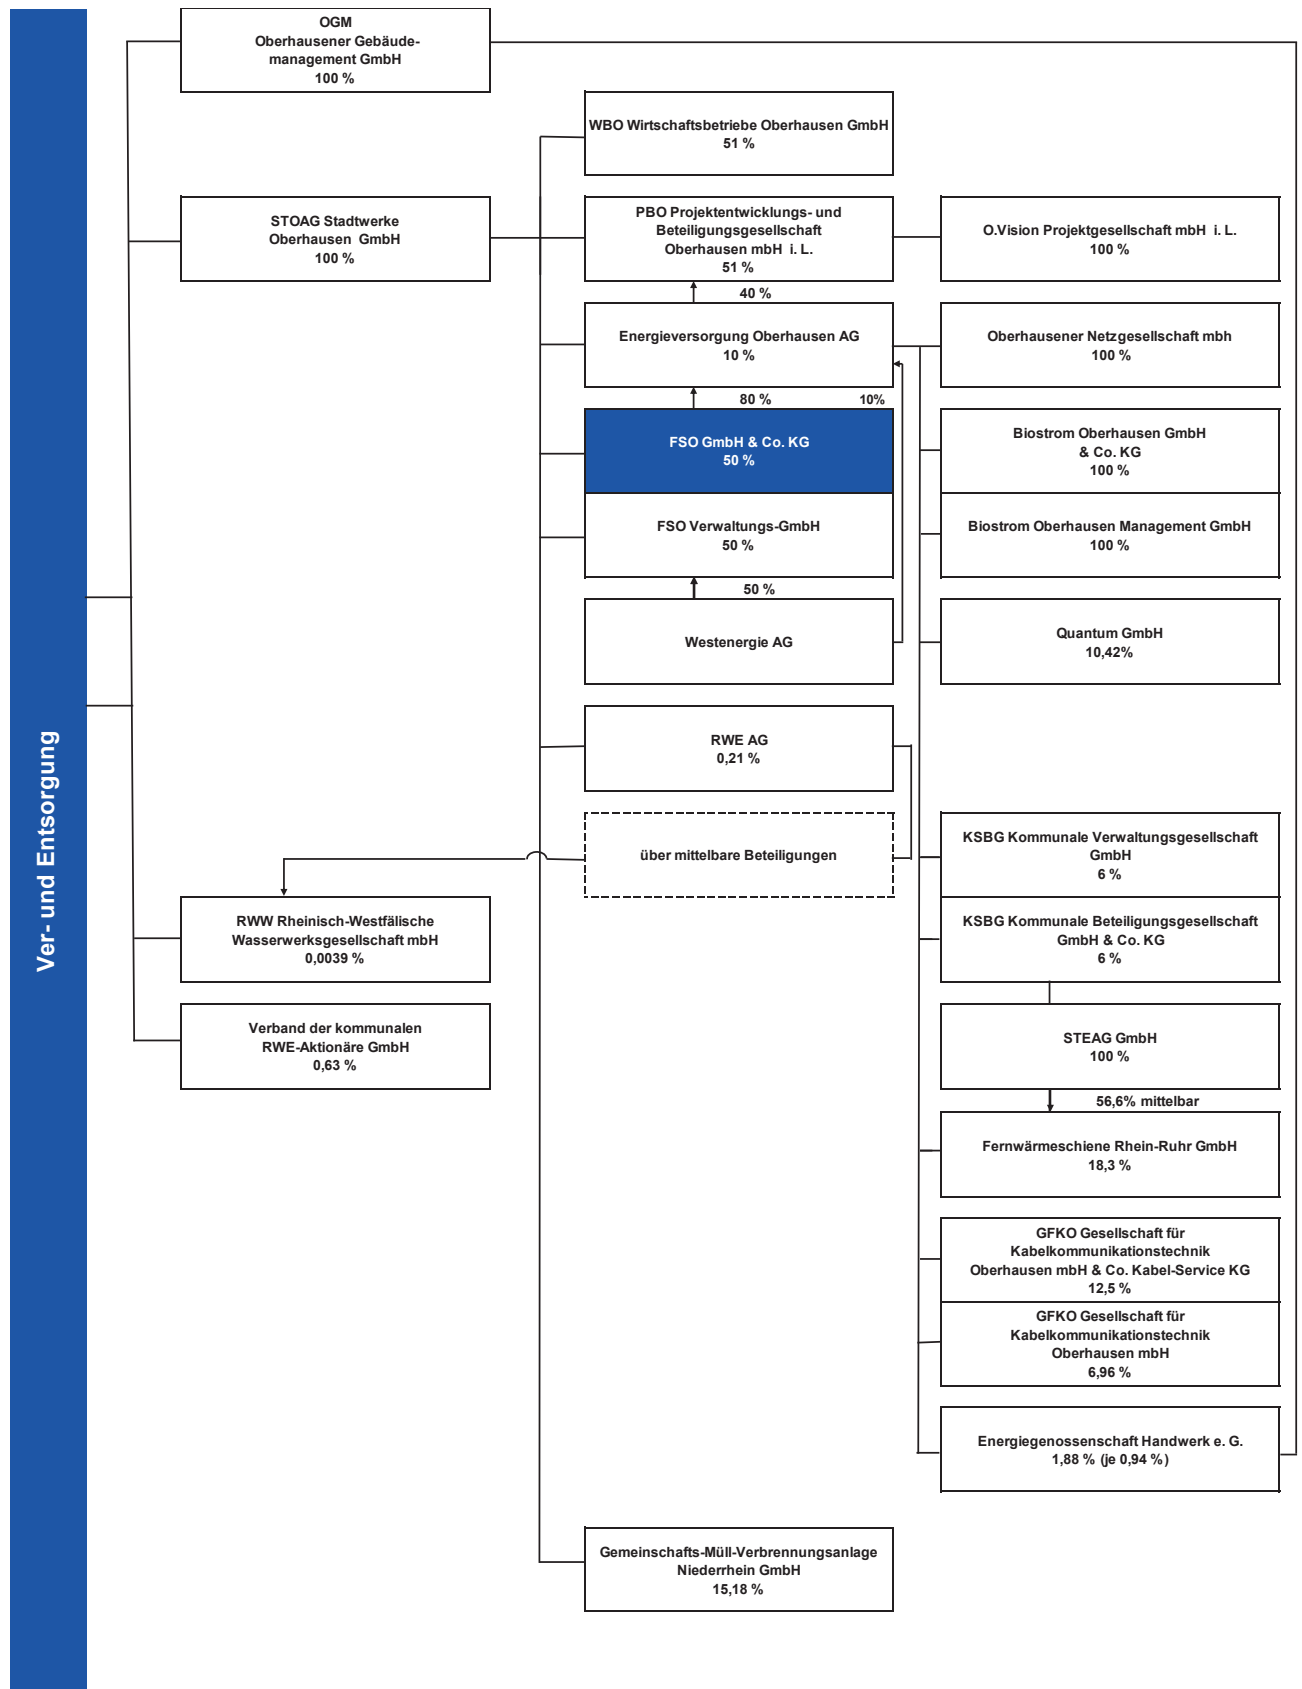 Ver- und Entsorgung
OGM
Oberhausener Gebäude-
management GmbH
100 %
STOAG Stadtwerke
Oberhausen GmbH
100 %
RWW Rheinisch-Westfälische
Wasserwerksgesellschaft mbH
0,0039 %
Verband der kommunalen
RWE-Aktionäre GmbH
0,63 %
WBO Wirtschaftsbetriebe Oberhausen GmbH
51 %
PBO Projektentwicklungs- und
Beteiligungsgesellschaft
Oberhausen mbH i. L.
51 %
40 %
Energieversorgung Oberhausen AG
10 %
80 %
10%
FSO GmbH & Co. KG
50 %
FSO Verwaltungs-GmbH
50 %
50 %
Westenergie AG
RWE AG
0,21 %
über mittelbare Beteiligungen
Gemeinschafts-Müll-Verbrennungsanlage
Niederrhein GmbH
15,18 %
O.Vision Projektgesellschaft mbH i. L.
100 %
Oberhausener Netzgesellschaft mbh
100 %
Biostrom Oberhausen GmbH
& Co. KG
100 %
Biostrom Oberhausen Management GmbH
100 %
Quantum GmbH
10,42%
KSBG Kommunale Verwaltungsgesellschaft
GmbH
6 %
KSBG Kommunale Beteiligungsgesellschaft
GmbH & Co. KG
6 %
STEAG GmbH
100 %
56,6% mittelbar
Fernwärmeschiene Rhein-Ruhr GmbH
18,3 %
GFKO Gesellschaft für
Kabelkommunikationstechnik
Oberhausen mbH & Co. Kabel-Service KG
12,5 %
GFKO Gesellschaft für
Kabelkommunikationstechnik
Oberhausen mbH
6,96 %
Energiegenossenschaft Handwerk e. G.
1,88 % (je 0,94 %)